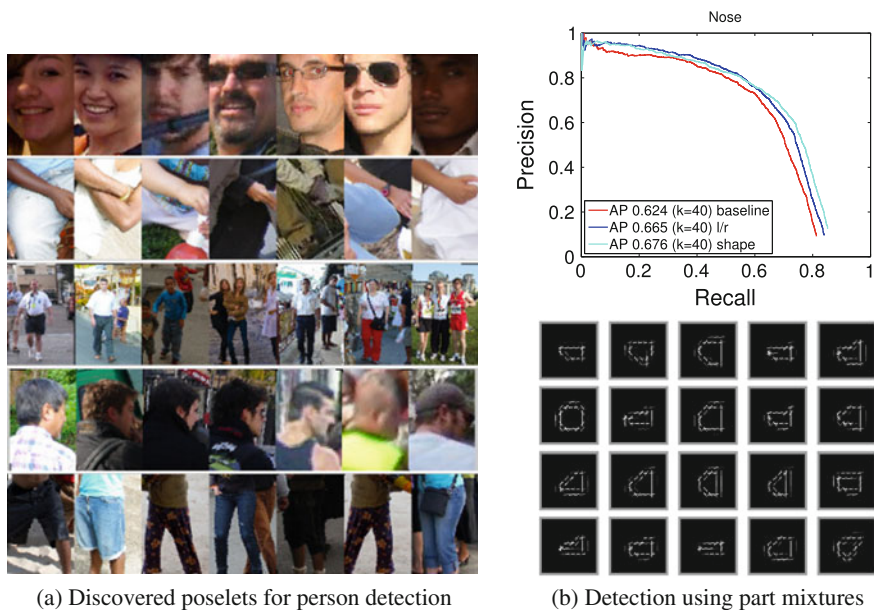 Nose
Precision
1
0.8
0.6
0.4
0.2
0
AP 0.624 (k=40) baseline
AP 0.665 (k=40) l/r
AP 0.676 (k=40) shape
0 0.2 0.4 0.6 0.8 1
Recall
(a) Discovered poselets for person detection
(b) Detection using part mixtures